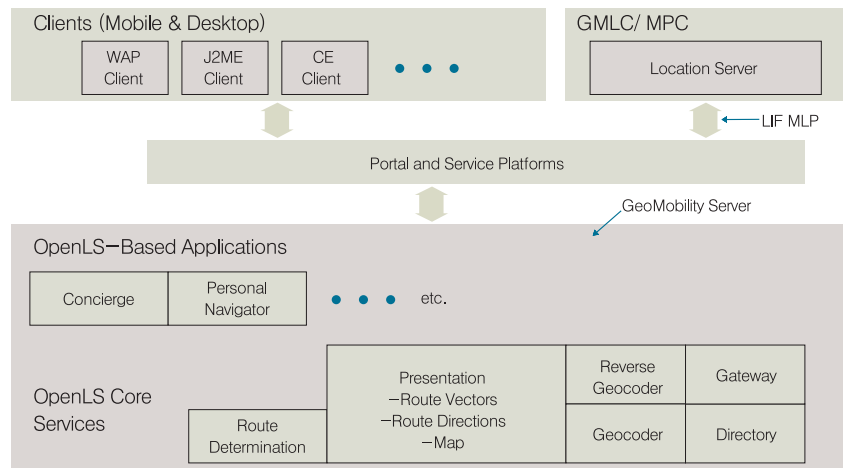 Clients (Mobile & Desktop)
WAP
Client
J2ME
Client
CE
Client
GMLC/ MPC
Location Server
LIF MLP
Portal and Service Platforms
GeoMobility Server
OpenLS-Based Applications
Concierge
Personal
Navigator
etc.
OpenLS Core
Services
Route
Determination
Presentation
-Route Vectors
-Route Directions
-Map
Reverse
Geocoder
Gateway
Geocoder
Directory